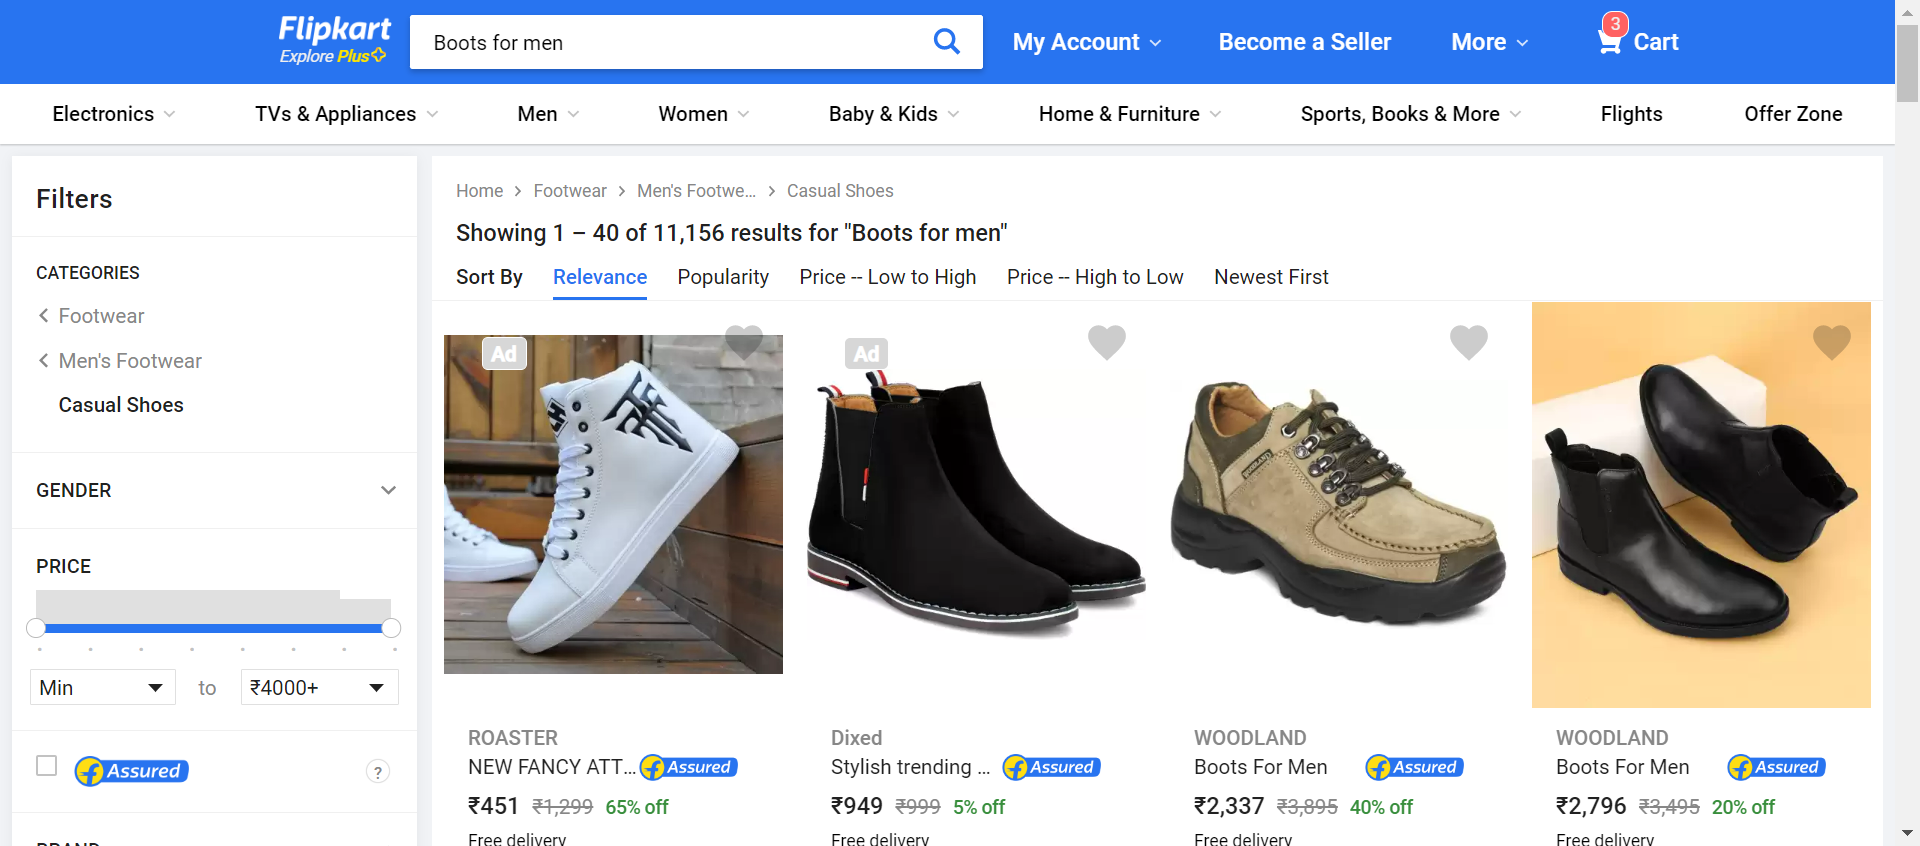 Flipkart
Explore Plus
Boots for men
My Account
Become a Seller
More
3
Cart
Electronics
TVs & Appliances
Men
Women
Baby & Kids
Home & Furniture
Sports, Books & More
Flights
Offer Zone
Filters
CATEGORIES
Footwear
Men's Footwear
Casual Shoes
GENDER
PRICE
Min to ₹4000+
Assured ?
Home > Footwear > Men's Footwe... > Casual Shoes
Showing 1 – 40 of 11,156 results for "Boots for men"
Sort By Relevance Popularity Price -- Low to High Price -- High to Low Newest First
Ad
ROASTER
NEW FANCY ATT... Assured
₹451 ₹1,299 65% off
Free delivery
Ad
Dixed
Stylish trending ... Assured
₹949 ₹999 5% off
Free delivery
WOODLAND
WOODLAND
Boots For Men Assured
₹2,337 ₹3,895 40% off
Free delivery
WOODLAND
Boots For Men Assured
₹2,796 ₹3,495 20% off
Free delivery